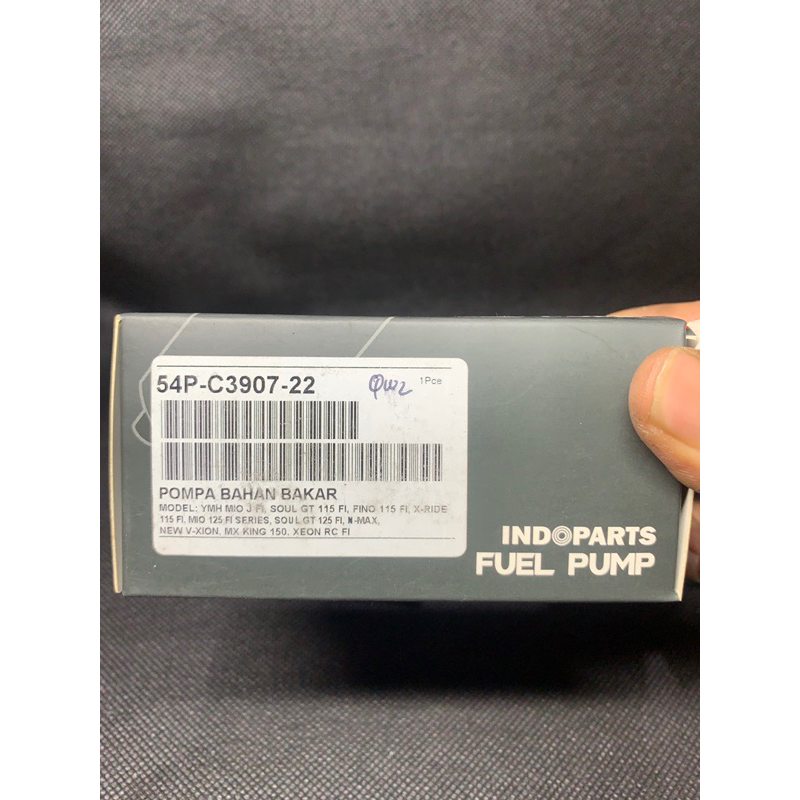 54P-C3907-22
1Pce
POMPA BAHAN BAKAR
MODEL: YMH MIO J FI, SOUL GT 115 FI, FINO 115 FI, X-RIDE
115 FI, MIO 125 FI SERIES, SOUL GT 125 FI, N-MAX,
NEW V-XION, MX KING 150, XEON RC FI
INDOPARTS
FUEL PUMP